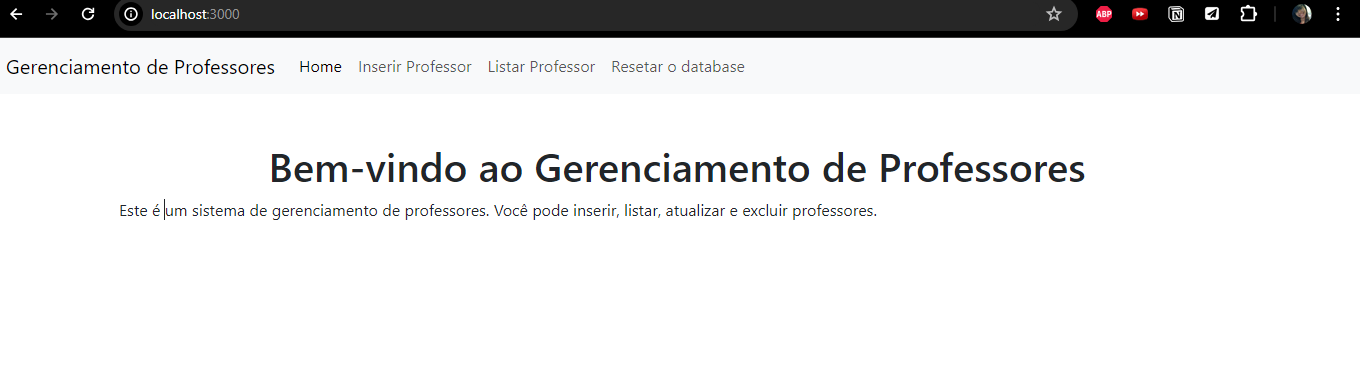 localhost:3000
ABP
Gerenciamento de Professores Home Inserir Professor Listar Professor Resetar o database
Bem-vindo ao Gerenciamento de Professores
Este é um sistema de gerenciamento de professores. Você pode inserir, listar, atualizar e excluir professores.